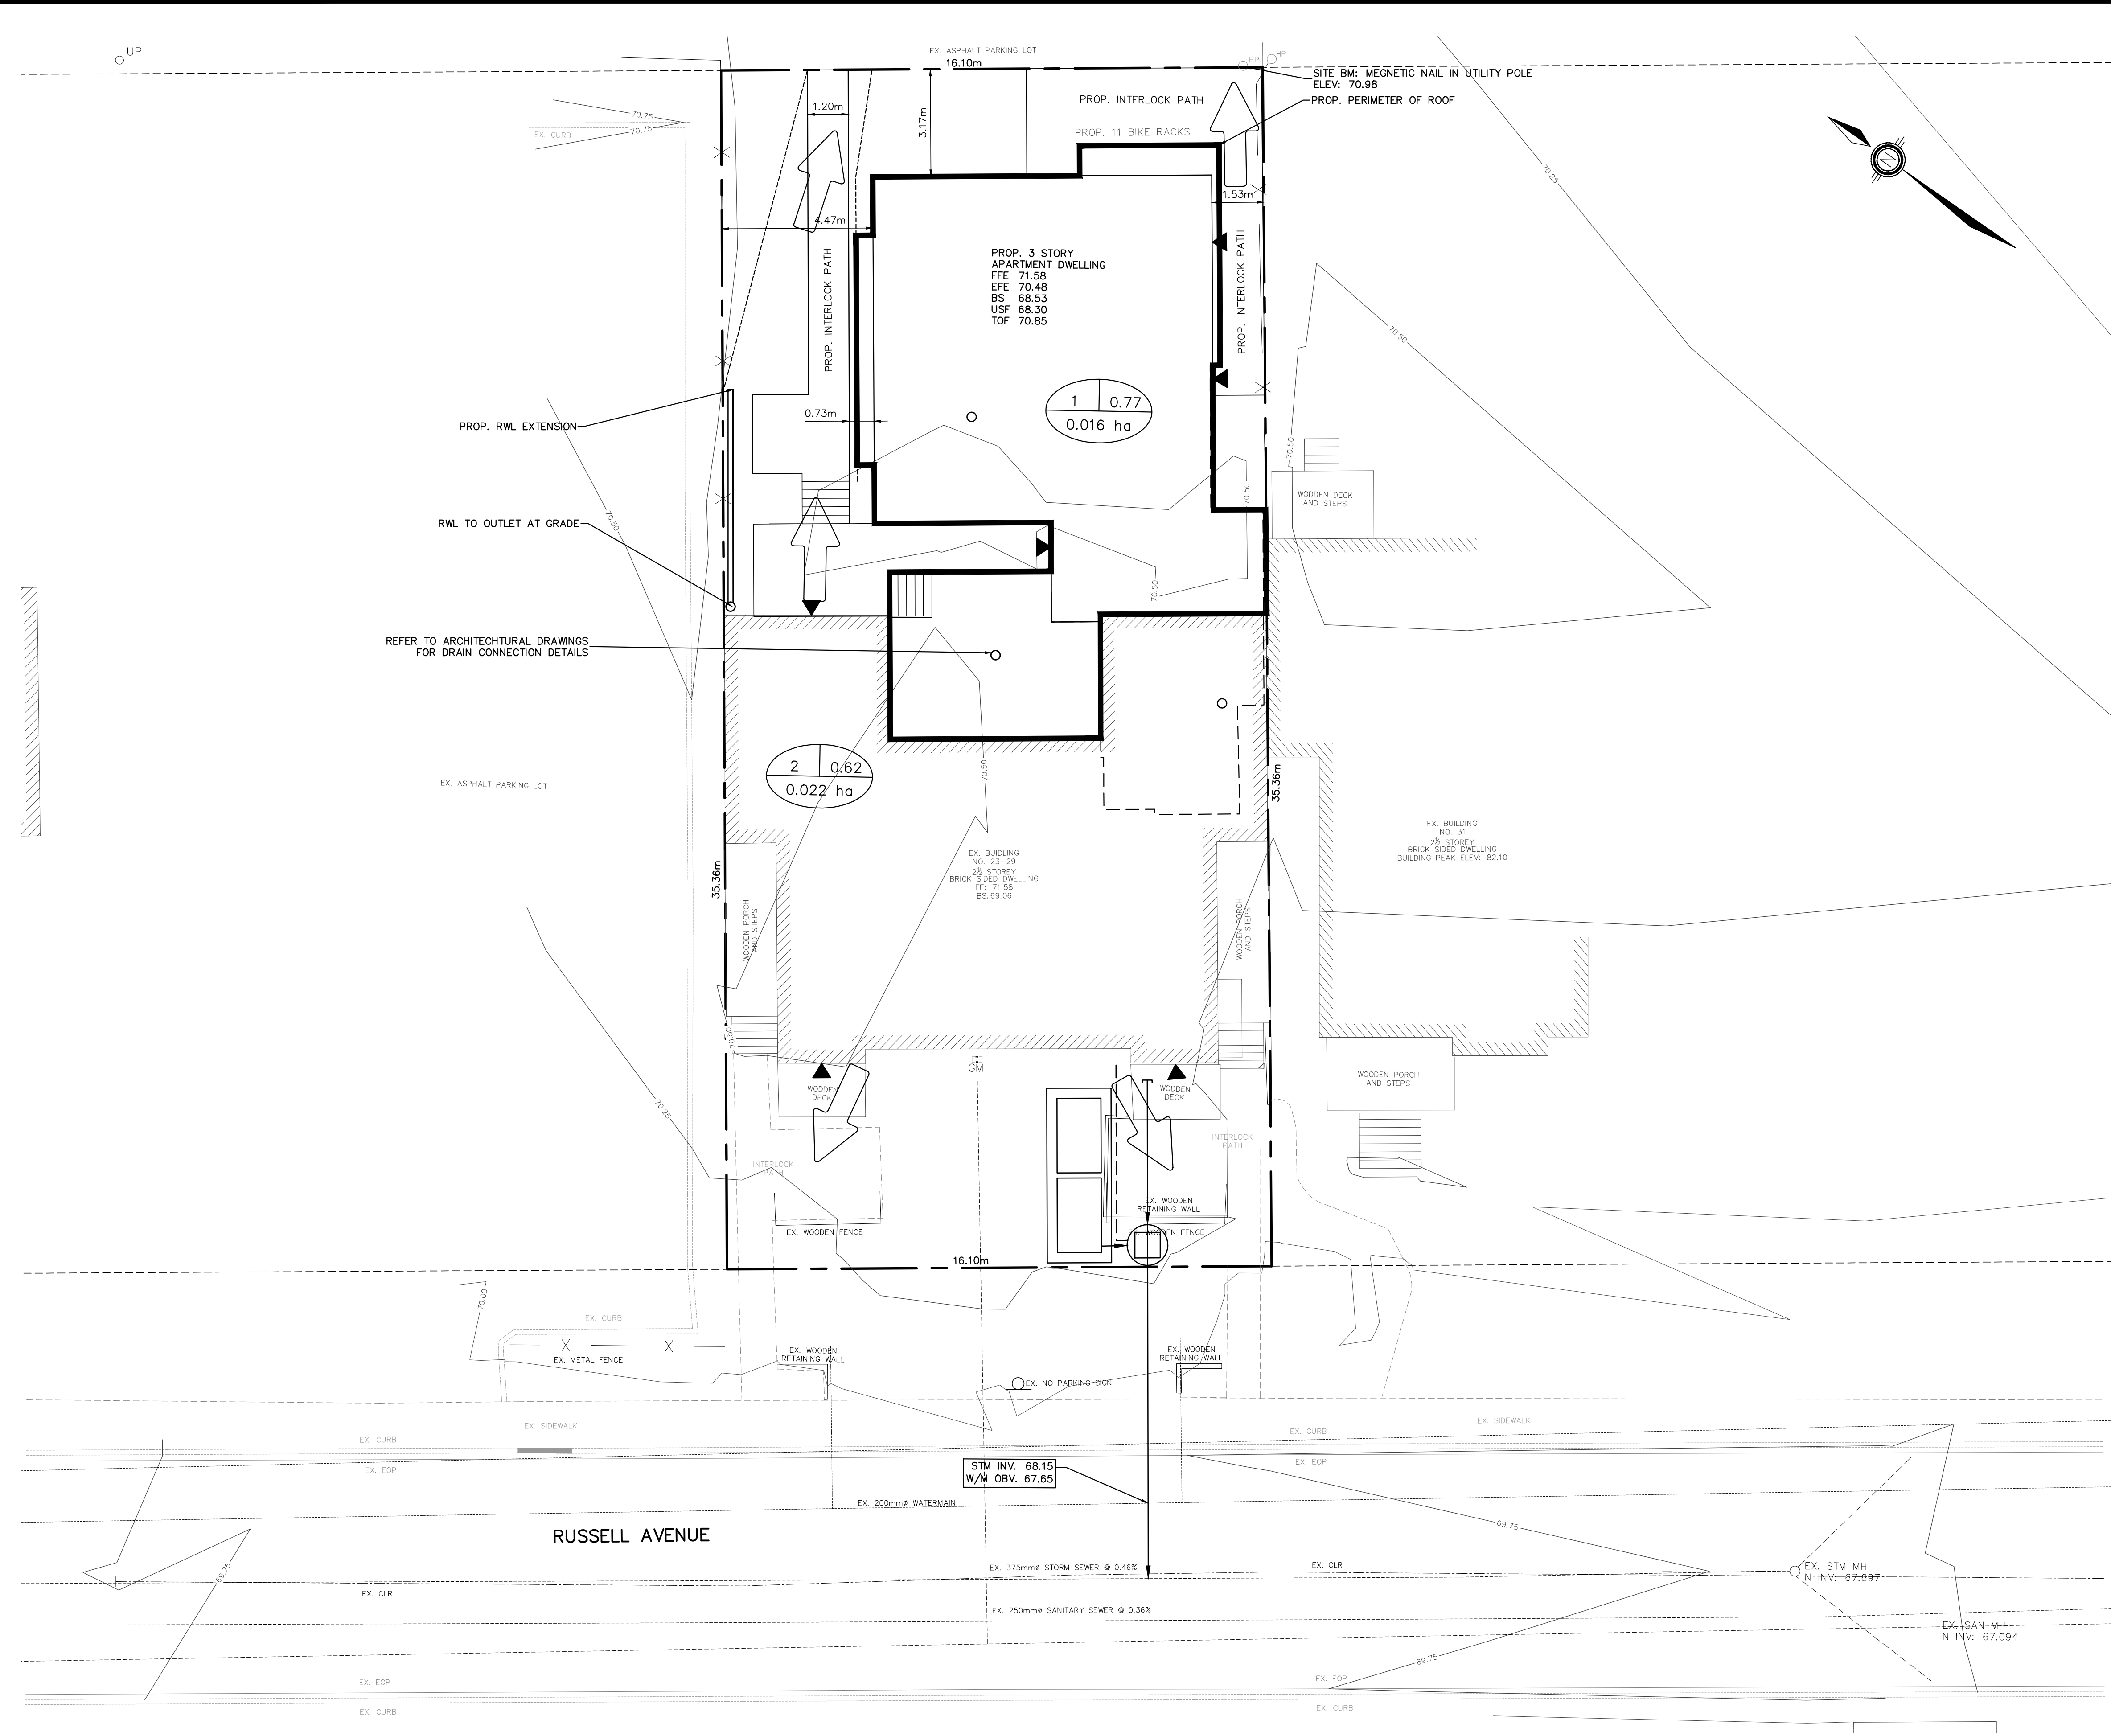 UP
EX. ASPHALT PARKING LOT
16.10m
HP
HP
SITE BM: MEGNETIC NAIL IN UTILITY POLE
ELEV: 70.98
PROP. PERIMETER OF ROOF
PROP. INTERLOCK PATH
PROP. 11 BIKE RACKS
1.20m
3.17m
70.75
70.75
EX. CURB
N
70.25
1.53m
4.47m
PROP. INTERLOCK PATH
PROP. INTERLOCK PATH
PROP. 3 STORY
APARTMENT DWELLING
FFE 71.58
EFE 70.48
BS 68.53
USF 68.30
TOF 70.85
70.50
1 0.77
0.016 ha
0.73m
PROP. RWL EXTENSION
70.50
70.50
70.50
WOODEN DECK
AND STEPS
RWL TO OUTLET AT GRADE
70.50
REFER TO ARCHITECHTURAL DRAWINGS
FOR DRAIN CONNECTION DETAILS
70.50
2 0.62
0.022 ha
EX. ASPHALT PARKING LOT
35.36m
35.36m
EX. BUIDLING
NO. 23-29
2½ STOREY
BRICK SIDED DWELLING
FF: 71.58
BS: 69.06
EX. BUILDING
NO. 31
2½ STOREY
BRICK SIDED DWELLING
BUILDING PEAK ELEV: 82.10
WOODEN PORCH
AND STEPS
WOODEN PORCH
AND STEPS
70.50
GM
WODDEN
DECK
WODDEN
DECK
WOODEN PORCH
AND STEPS
70.25
INTERLOCK
PATH
INTERLOCK
PATH
EX. WOODEN
RETAINING WALL
EX. WOODEN FENCE
EX. WOODEN FENCE
16.10m
70.00
EX. CURB
EX. METAL FENCE
EX. WOODEN
RETAINING WALL
EX. WOODEN
RETAINING WALL
EX. NO PARKING SIGN
EX. SIDEWALK
EX. SIDEWALK
EX. CURB
EX. CURB
EX. EOP
EX. EOP
STM INV. 68.15
W/M OBV. 67.65
EX. 200mmø WATERMAIN
RUSSELL AVENUE
69.75
69.75
EX. 375mmø STORM SEWER @ 0.46%
EX. CLR
EX. CLR
EX. STM MH
N INV: 67.697
EX. 250mmø SANITARY SEWER @ 0.36%
EX. SAN MH
N INV: 67.094
69.75
EX. EOP
EX. EOP
EX. CURB
EX. CURB